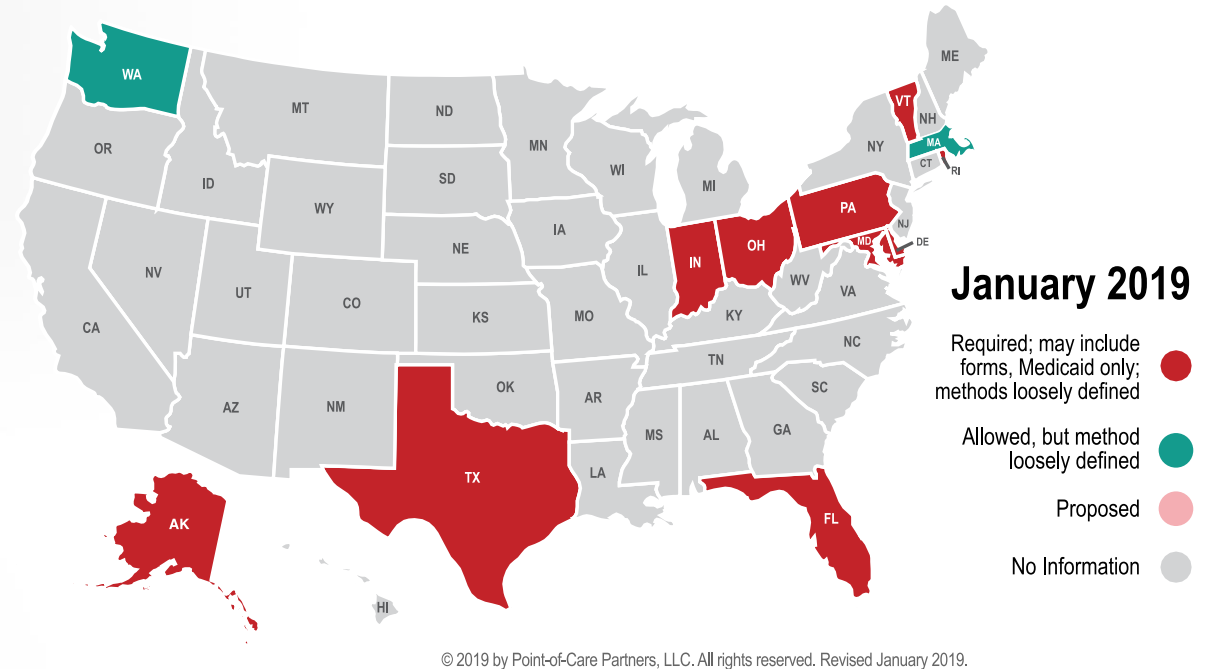 WA
OR
CA
NV
ID
MT
WY
UT
AZ
CO
NM
ND
SD
NE
KS
OK
TX
MN
IA
MO
AR
LA
WI
IL
MI
IN
OH
KY
TN
MS
AL
GA
FL
SC
NC
VA
WV
PA
NY
VT
NH
ME
MA
CT
RI
NJ
DE
MD
AK
HI
January 2019
Required; may include
forms, Medicaid only;
methods loosely defined
Allowed, but method
loosely defined
Proposed
No Information
© 2019 by Point-of-Care Partners, LLC. All rights reserved. Revised January 2019.